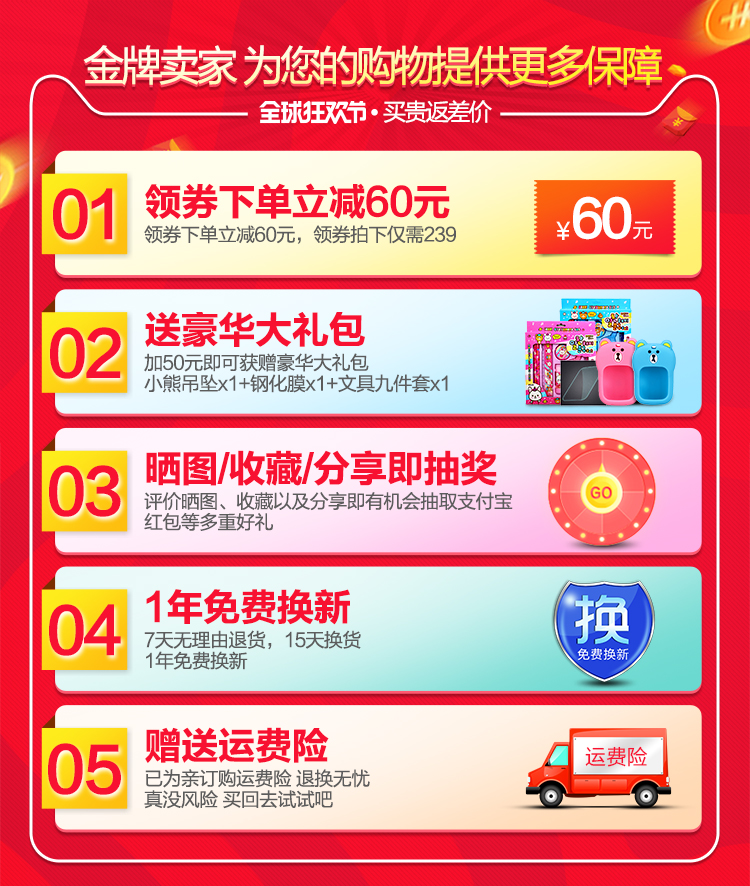 金牌卖家 为您的购物提供更多保障
全球狂欢节·买贵返差价
01
领券下单立减60元
领券下单立减60元，领券拍下仅需239
¥60元
02
送豪华大礼包
加50元即可获赠豪华大礼包
小熊吊坠x1+钢化膜x1+文具九件套x1
03
晒图/收藏/分享即抽奖
评价晒图、收藏以及分享即有机会抽取支付宝
红包等多重好礼
GO
04
1年免费换新
7天无理由退货，15天换货
1年免费换新
换
免费换新
05
赠送运费险
已为亲订购运费险 退换无忧
真没风险 买回去试试吧
运费险